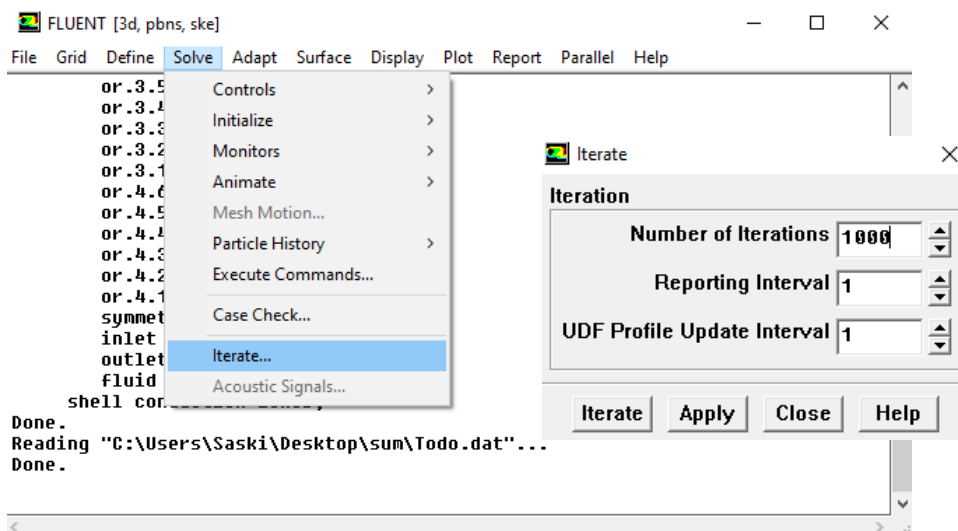 FLUENT [3d, pbns, ske]
File Grid Define Solve Adapt Surface Display Plot Report Parallel Help
or.3.5
or.3.4
or.3.3
or.3.2
or.3.1
or.4.6
or.4.5
or.4.4
or.4.3
or.4.2
or.4.1
symmet
inlet
outlet
fluid
shell con
Done.
Reading "C:\Users\Saski\Desktop\sum\Todo.dat"...
Done.
Controls
Initialize
Monitors
Animate
Mesh Motion...
Particle History
Execute Commands...
Case Check...
Iterate...
Acoustic Signals...
Iterate
Iteration
Number of Iterations 1000
Reporting Interval 1
UDF Profile Update Interval 1
Iterate Apply Close Help